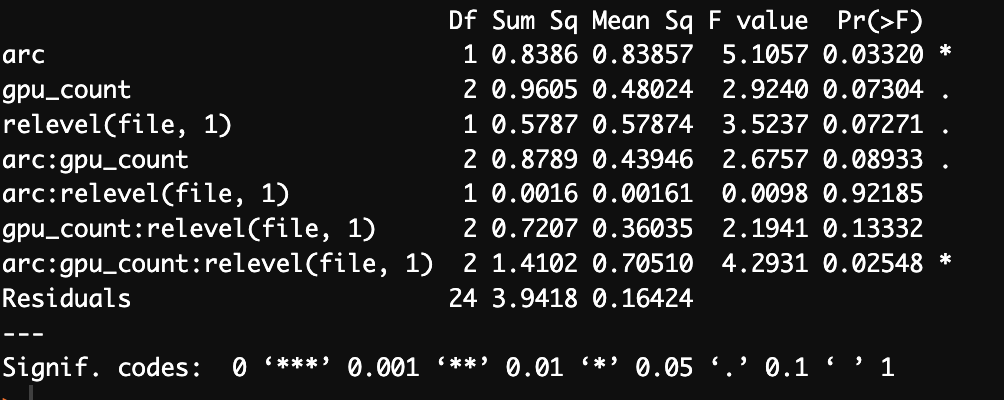 Df Sum Sq Mean Sq F value Pr(>F)
arc 1 0.8386 0.83857 5.1057 0.03320 *
gpu_count 2 0.9605 0.48024 2.9240 0.07304 .
relevel(file, 1) 1 0.5787 0.57874 3.5237 0.07271 .
arc:gpu_count 2 0.8789 0.43946 2.6757 0.08933 .
arc:relevel(file, 1) 1 0.0016 0.00161 0.0098 0.92185
gpu_count:relevel(file, 1) 2 0.7207 0.36035 2.1941 0.13332
arc:gpu_count:relevel(file, 1) 2 1.4102 0.70510 4.2931 0.02548 *
Residuals 24 3.9418 0.16424
---
Signif. codes: 0 ‘***’ 0.001 ‘**’ 0.01 ‘*’ 0.05 ‘.’ 0.1 ‘ ’ 1